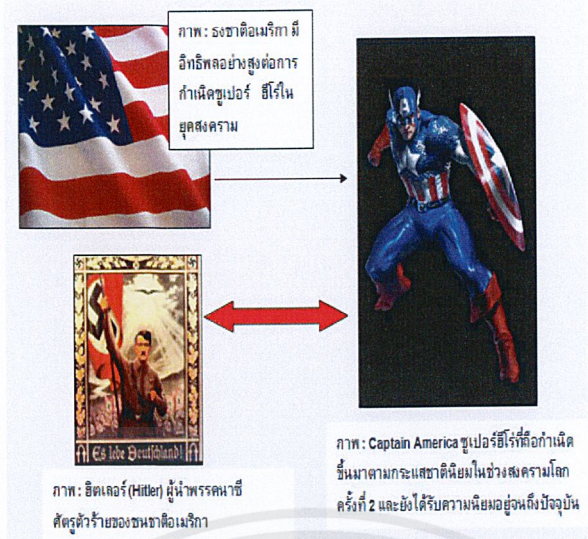 ภาพ : ธงชาติอเมริกา มี
อิทธิพลอย่างสูงต่อการ
กำเนิดซูเปอร์ ฮีโร่ใน
ยุคสงคราม
Es lebe Deutschland!
ภาพ : ฮิตเลอร์ (Hitler) ผู้นำพรรคนาซี
ศัตรูตัวร้ายของชนชาติอเมริกา
ภาพ : Captain America ซูเปอร์ฮีโร่ที่ถือกำเนิด
ขึ้นมาตามกระแสชาตินิยมในช่วงสงครามโลก
ครั้งที่ 2 และยังได้รับความนิยมอยู่จนถึงปัจจุบัน